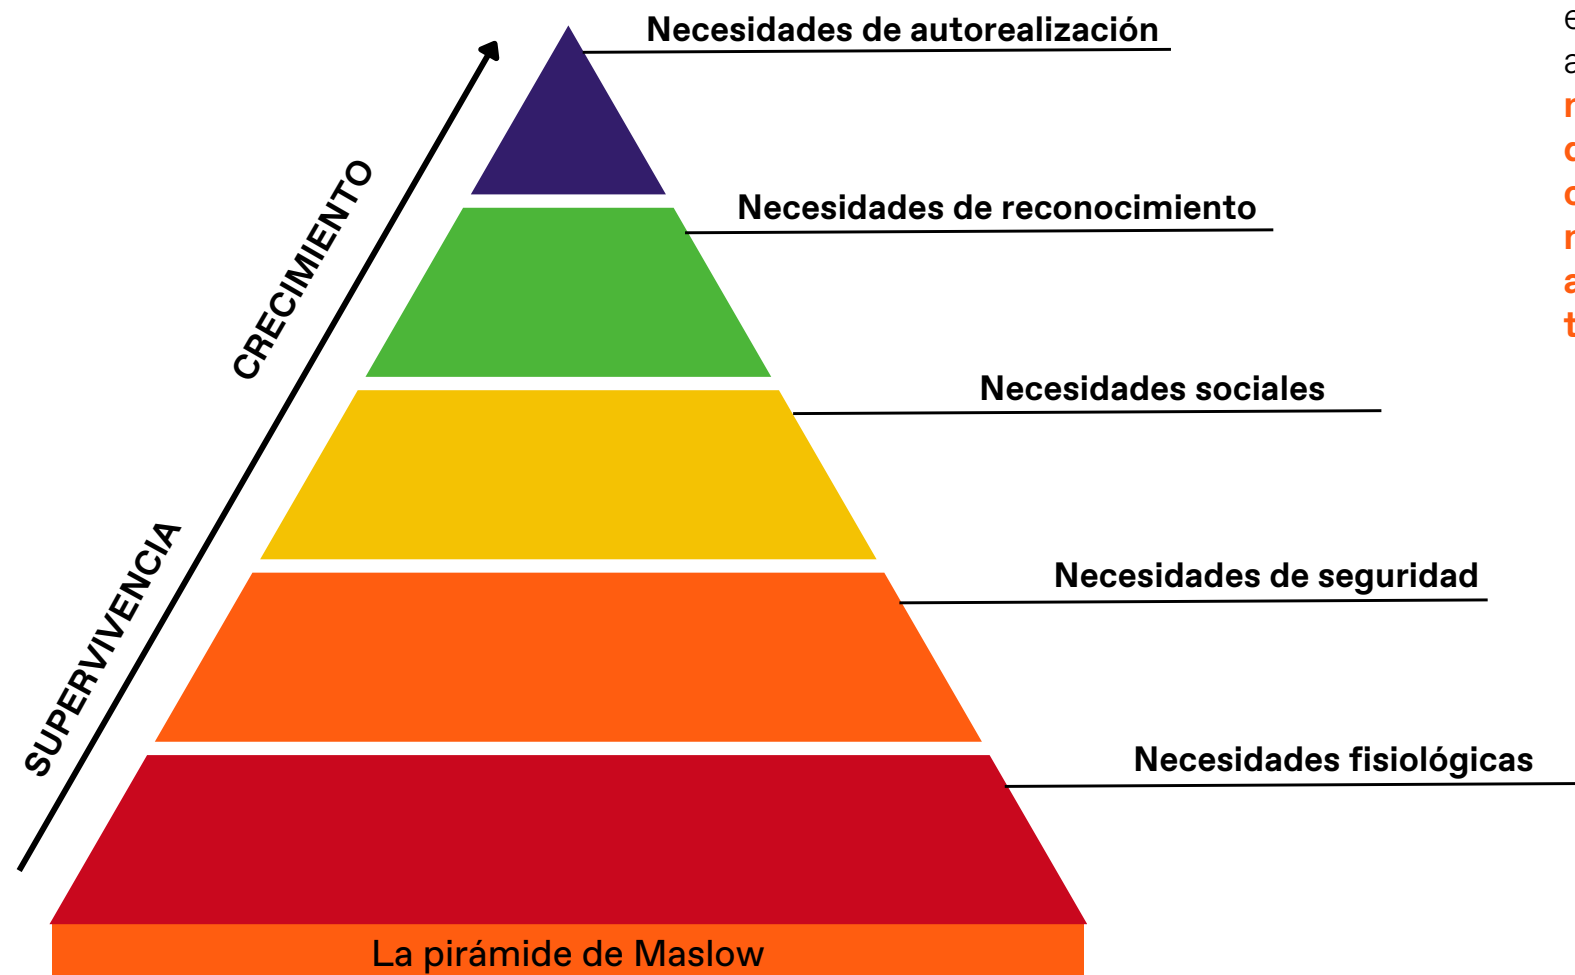 Necesidades de autorealización
Necesidades de reconocimiento
CRECIMIENTO
Necesidades sociales
SUPERVIVENCIA
Necesidades de seguridad
Necesidades fisiológicas
La pirámide de Maslow